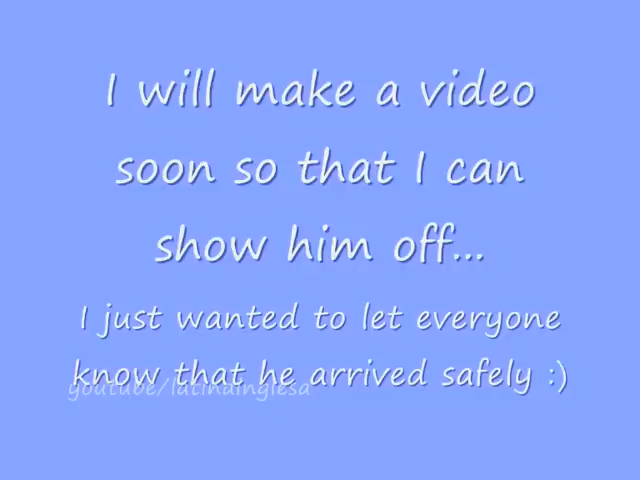 I will make a video
soon so that I can
show him off...
I just wanted to let everyone
know that he arrived safely :)
youtube/latinainglesa